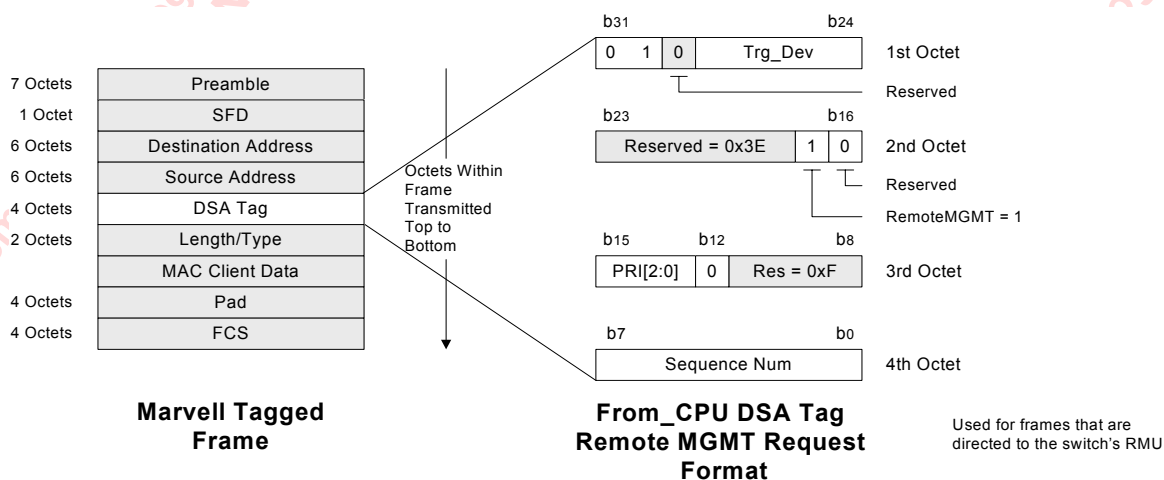 7 Octets Preamble
1 Octet SFD
6 Octets Destination Address
6 Octets Source Address
4 Octets DSA Tag
2 Octets Length/Type
MAC Client Data
4 Octets Pad
4 Octets FCS
Octets Within
Frame
Transmitted
Top to
Bottom
Marvell Tagged
Frame
b31 b24
0 1 0 Trg_Dev 1st Octet
Reserved
b23 b16
Reserved = 0x3E 1 0 2nd Octet
Reserved
RemoteMGMT = 1
b15 b12 b8
PRI[2:0] 0 Res = 0xF 3rd Octet
b7 b0
Sequence Num 4th Octet
From_CPU DSA Tag
Remote MGMT Request
Format
Used for frames that are
directed to the switch's RMU